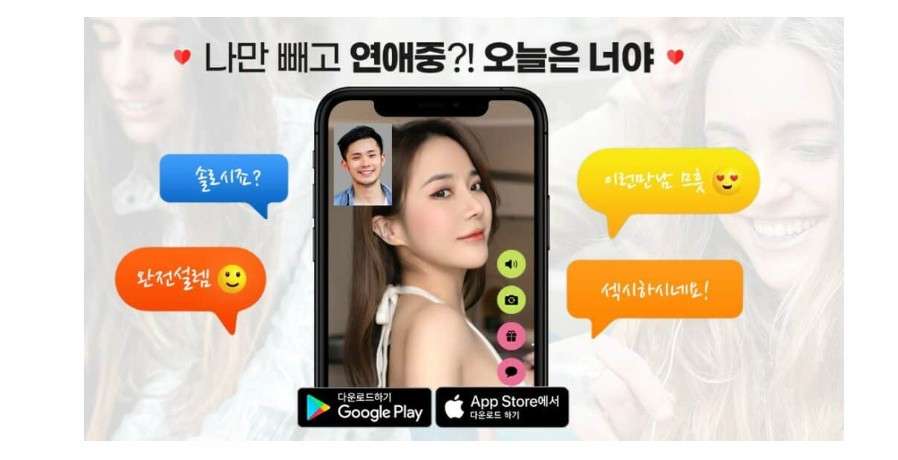 나만 빼고 연애중?! 오늘은 너야
솔로시죠?
이런만남 므흣
완전설렘
섹시하시네요!
다운로드하기
Google Play
App Store에서
다운로드 하기